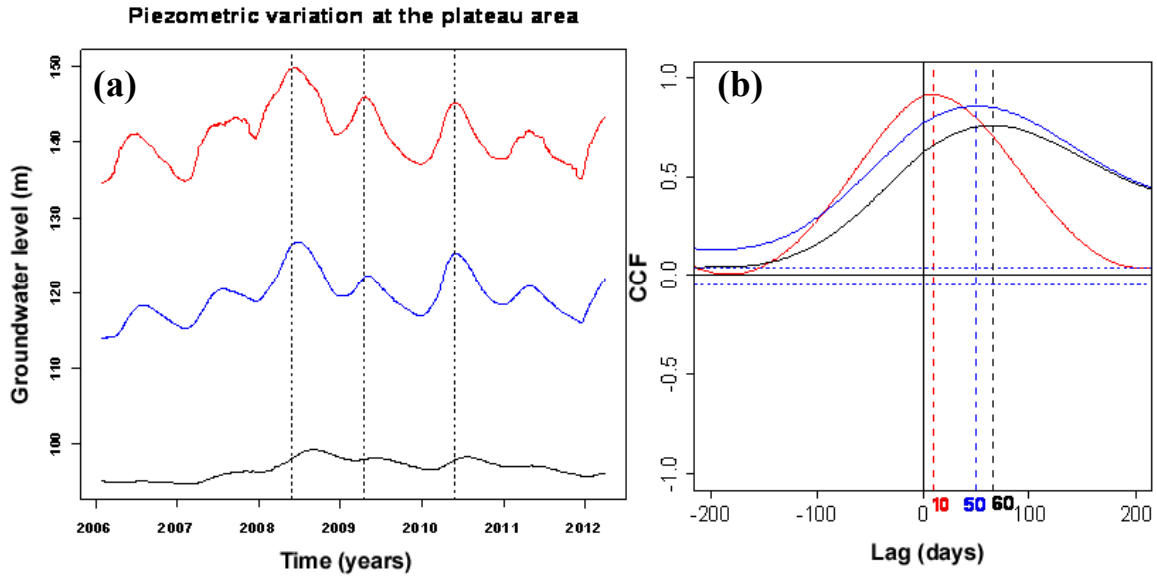 Piezometric variation at the plateau area
(a)
Groundwater level (m)
150
140
130
120
110
100
2006 2007 2008 2009 2010 2011 2012
Time (years)
(b)
CCF
1.0
0.5
0.0
-0.5
-1.0
-200 -100 0 100 200
10 50 60
Lag (days)